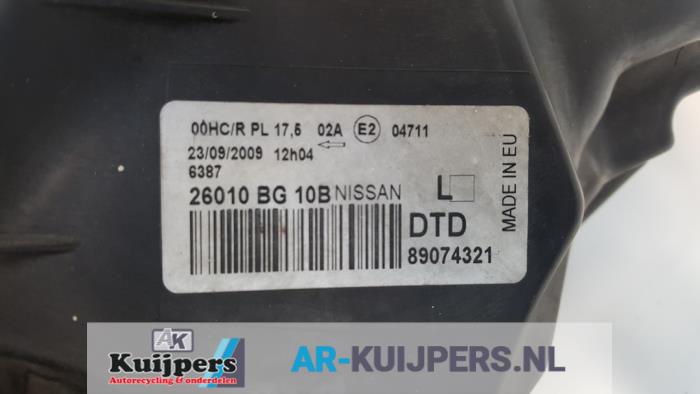 00HC/R PL 17,5 02A E2 04711
23/09/2009 12h04
6387
26010 BG 10B NISSAN L
DTD
89074321
MADE IN EU
AK
Kuijpers
Autorecycling & onderdelen
AR-KUIJPERS.NL